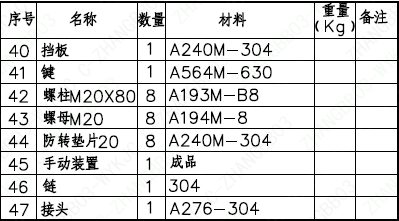 序号 名称 数量 材料 重量(Kg) 备注
40 挡板 1 A240M-304
41 键 1 A564M-630
42 螺柱M20X80 8 A193M-B8
43 螺母M20 8 A194M-8
44 防转垫片20 8 A240M-304
45 手动装置 1 成品
46 链 1 304
47 接头 1 A276-304